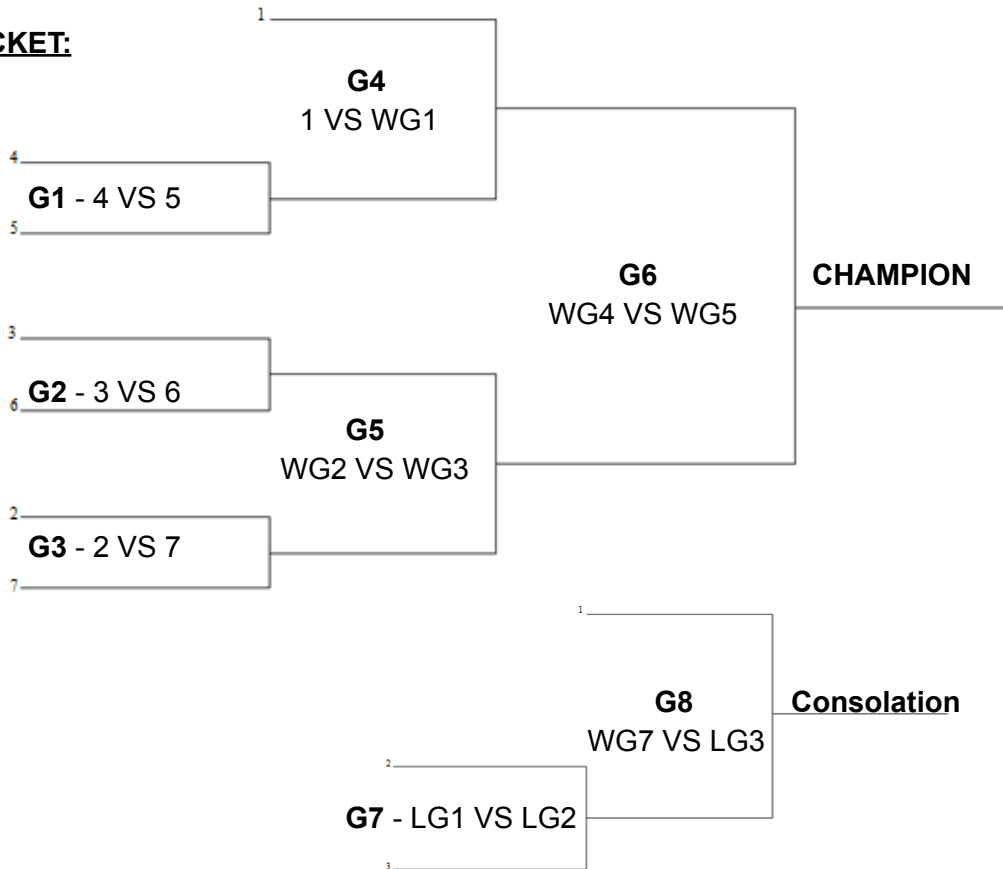 1
CKET:
G4
1 VS WG1
4
G1 - 4 VS 5
5
G6
CHAMPION
WG4 VS WG5
3
G2 - 3 VS 6
6
G5
WG2 VS WG3
2
G3 - 2 VS 7
7
1
G8
Consolation
WG7 VS LG3
2
G7 - LG1 VS LG2
3